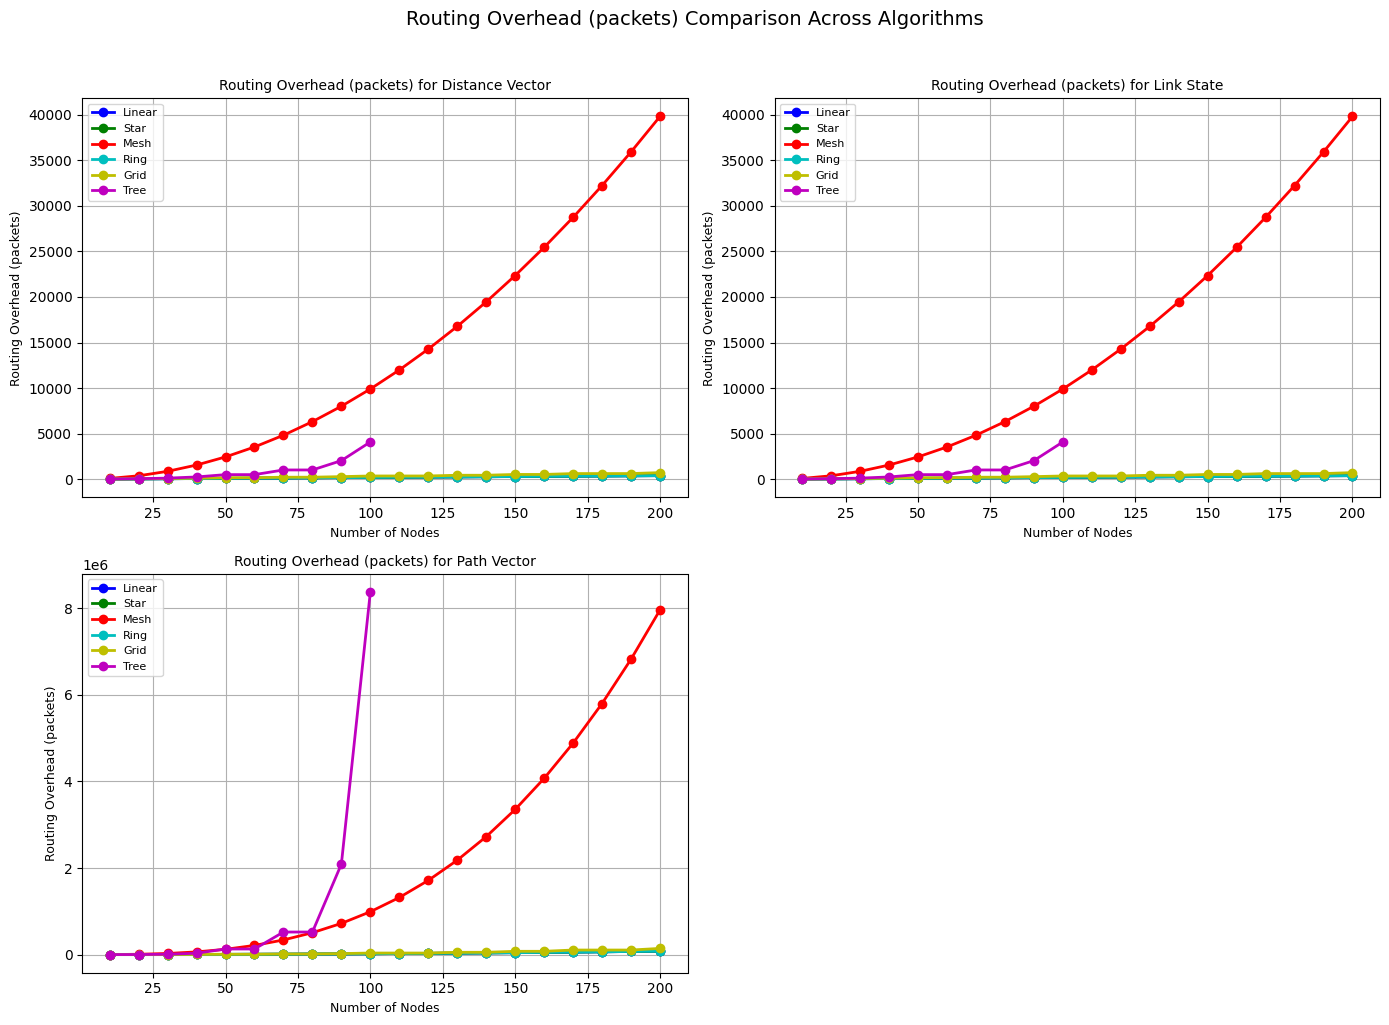 Routing Overhead (packets) Comparison Across Algorithms
Routing Overhead (packets) for Distance Vector
Routing Overhead (packets)
40000
35000
30000
25000
20000
15000
10000
5000
0
Linear
Star
Mesh
Ring
Grid
Tree
25 50 75 100 125 150 175 200
Number of Nodes
Routing Overhead (packets) for Link State
Routing Overhead (packets)
40000
35000
30000
25000
20000
15000
10000
5000
0
Linear
Star
Mesh
Ring
Grid
Tree
25 50 75 100 125 150 175 200
Number of Nodes
Routing Overhead (packets) for Path Vector
1e6
Routing Overhead (packets)
8
6
4
2
0
Linear
Star
Mesh
Ring
Grid
Tree
25 50 75 100 125 150 175 200
Number of Nodes